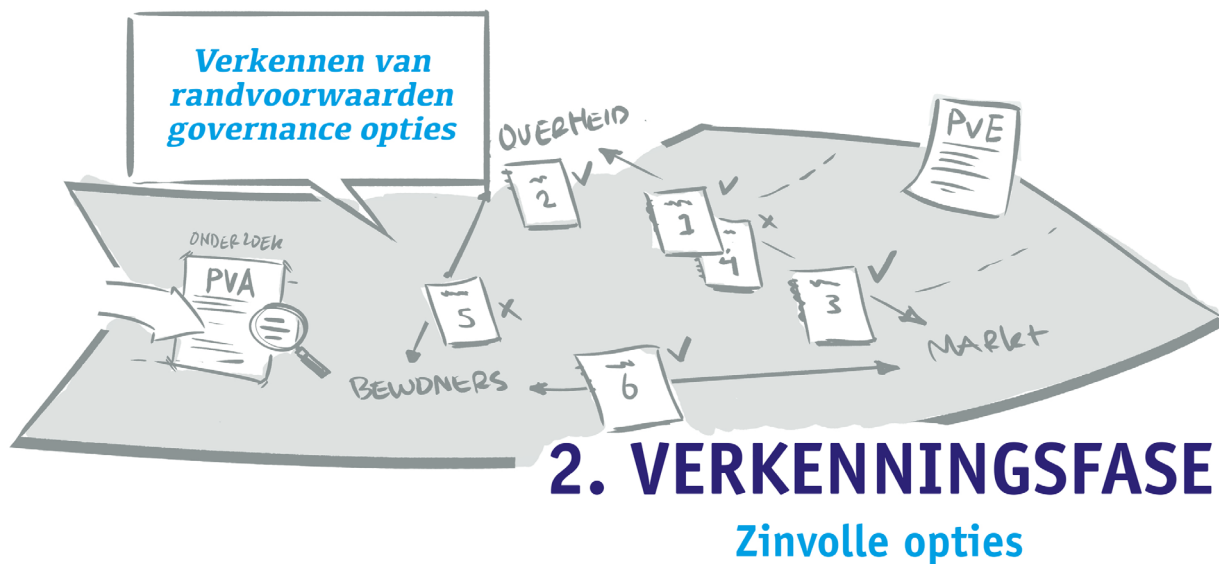 Verkennen van
randvoorwaarden
governance opties
OVERHEID
PvE
2
1
4
ONDERZOEK
PVA
5
3
MARKt
BEWONERS
6
2. VERKENNINGSFASE
Zinvolle opties